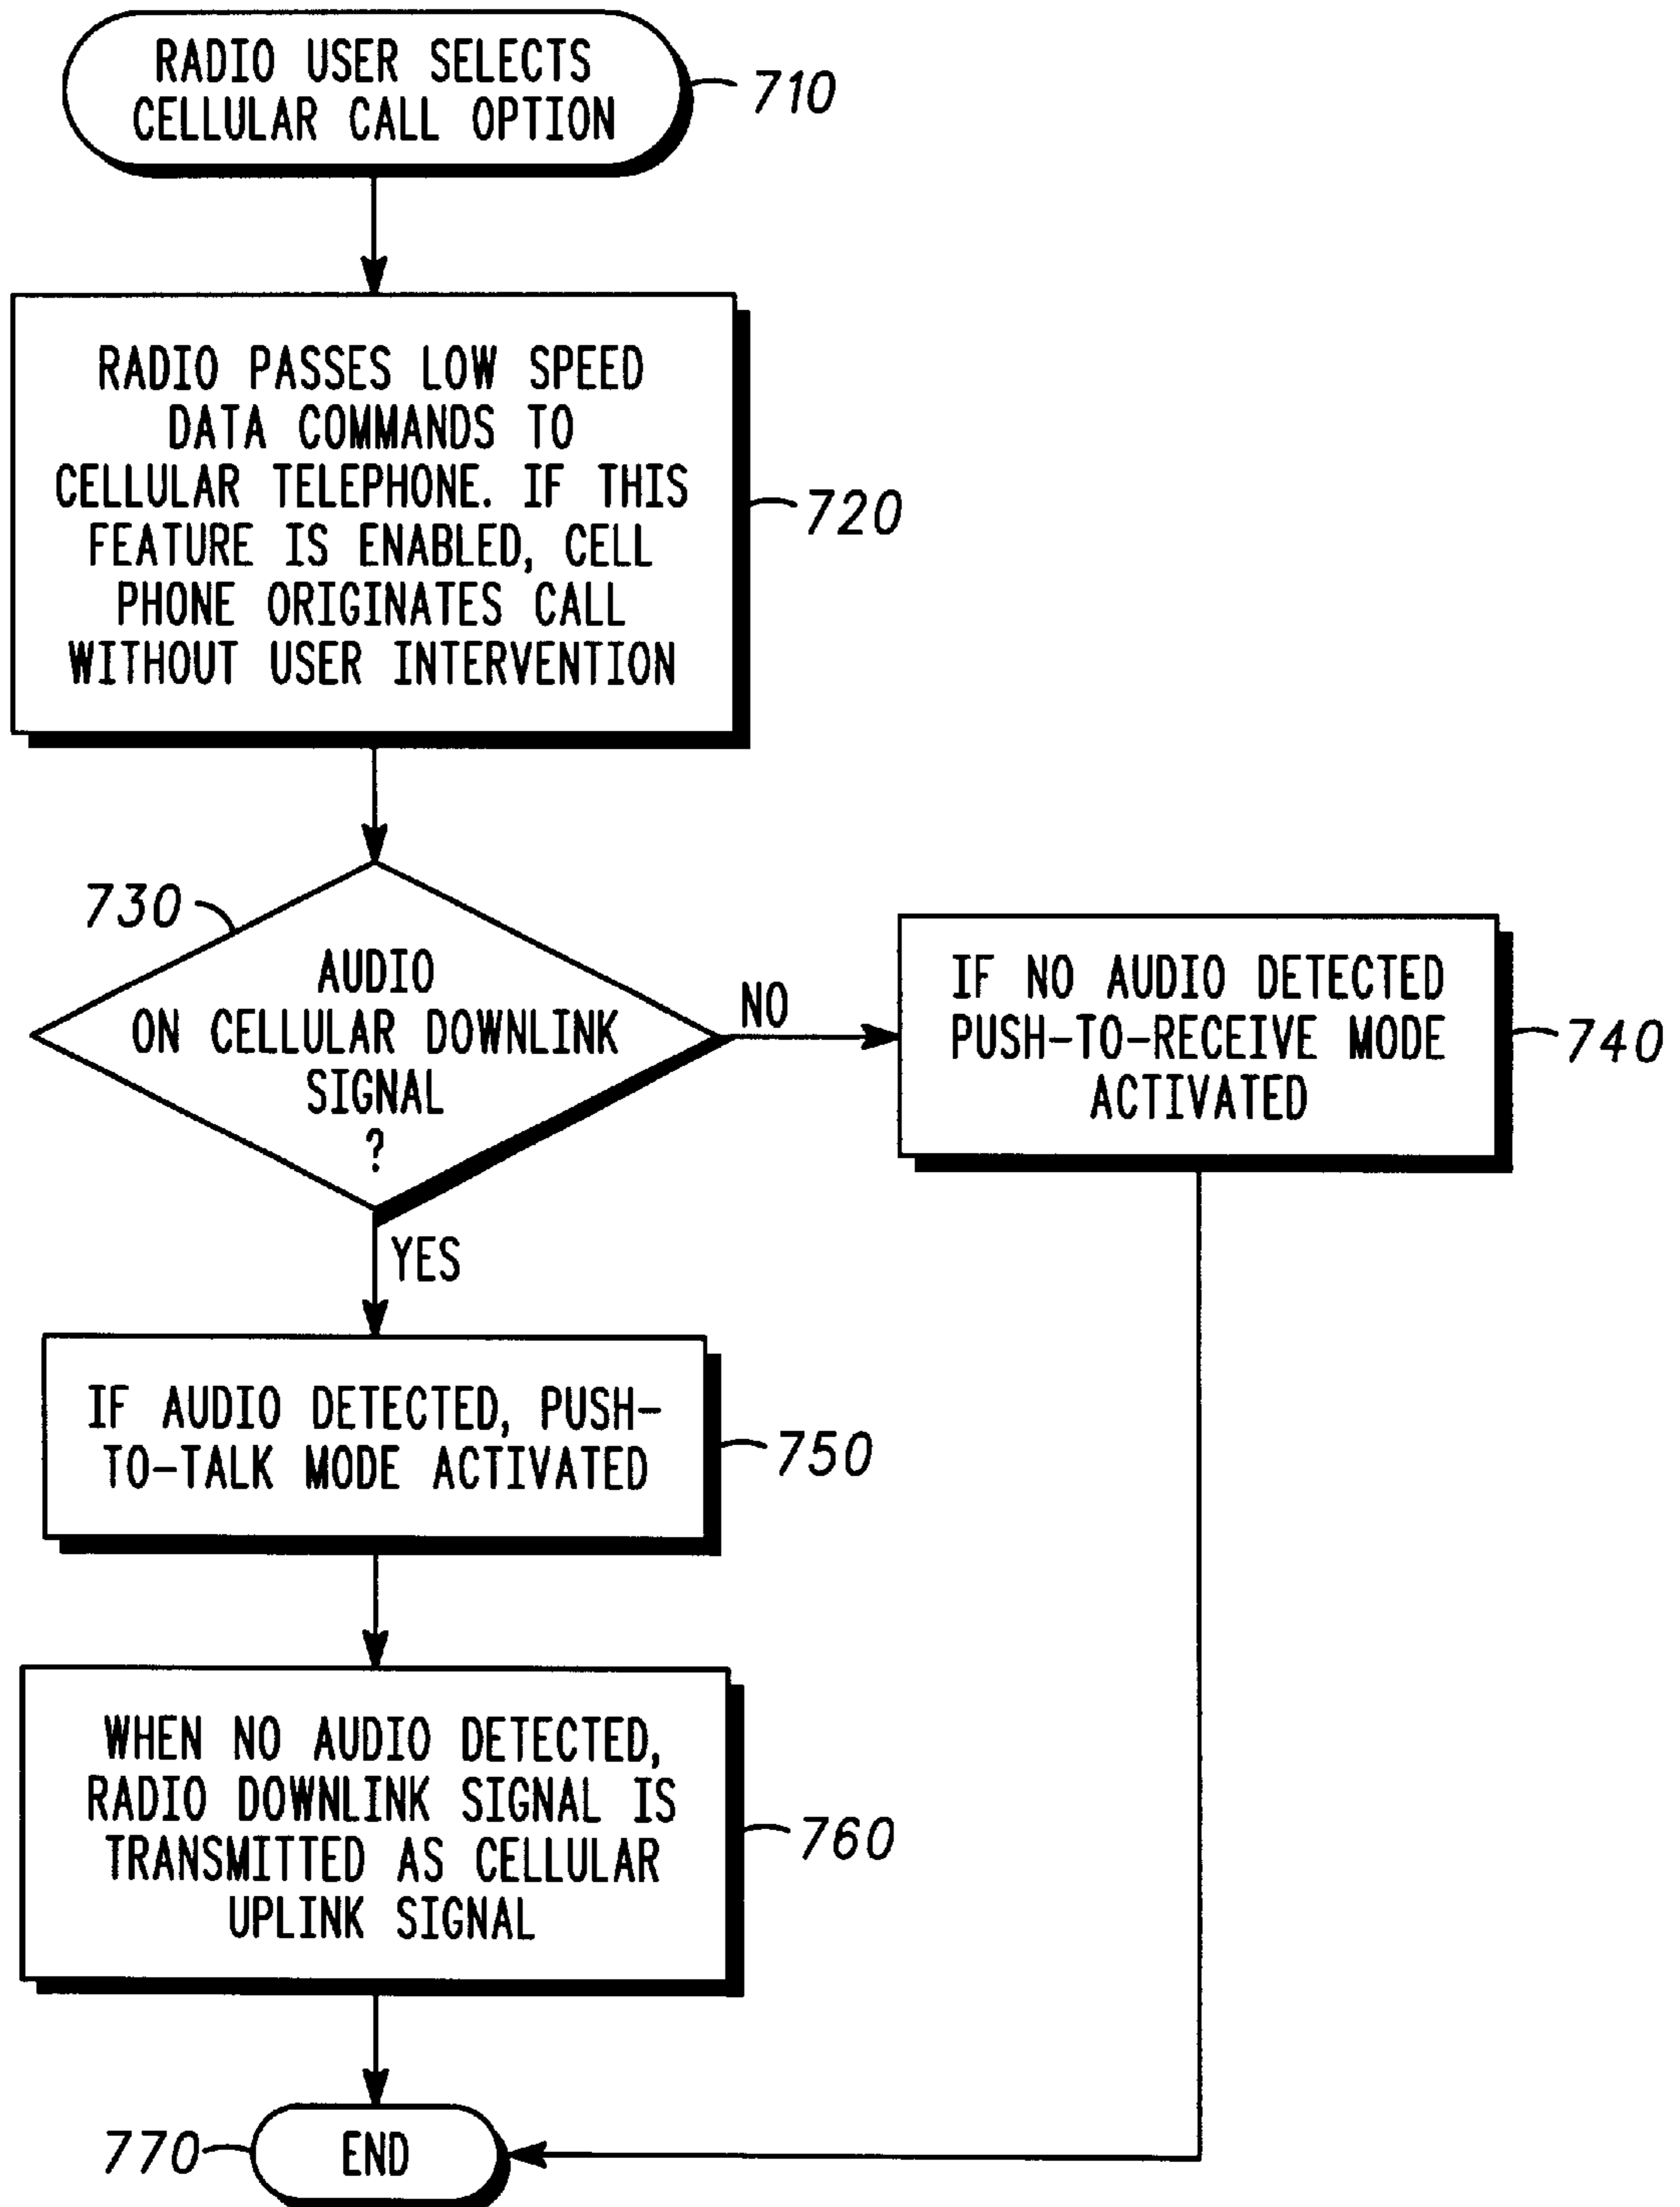 RADIO USER SELECTS
CELLULAR CALL OPTION
710
RADIO PASSES LOW SPEED
DATA COMMANDS TO
CELLULAR TELEPHONE. IF THIS
FEATURE IS ENABLED, CELL
PHONE ORIGINATES CALL
WITHOUT USER INTERVENTION
720
730
AUDIO
ON CELLULAR DOWNLINK
SIGNAL
?
NO
IF NO AUDIO DETECTED
PUSH-TO-RECEIVE MODE
ACTIVATED
740
YES
IF AUDIO DETECTED, PUSH-
TO-TALK MODE ACTIVATED
750
WHEN NO AUDIO DETECTED,
RADIO DOWNLINK SIGNAL IS
TRANSMITTED AS CELLULAR
UPLINK SIGNAL
760
770
END